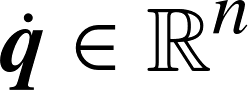 q̇ ∈ ℝⁿ